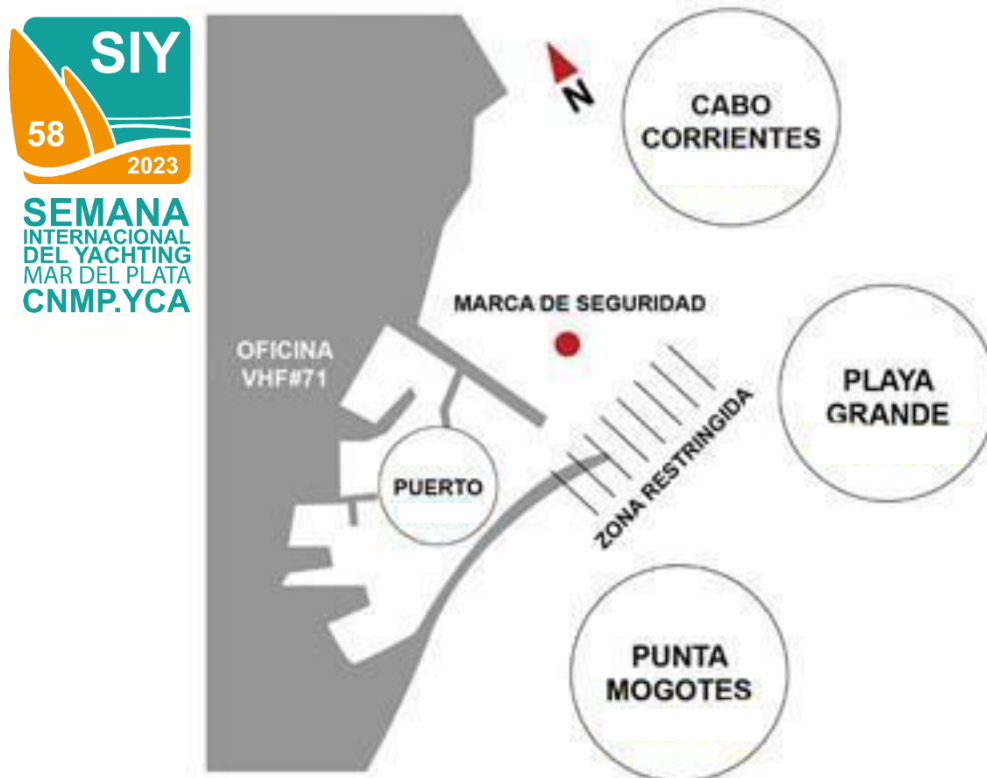 SIY
58
2023
SEMANA
INTERNACIONAL
DEL YACHTING
MAR DEL PLATA
CNMP.YCA
N
CABO
CORRIENTES
MARCA DE SEGURIDAD
OFICINA
VHF#71
PLAYA
GRANDE
PUERTO
ZONA RESTRINGIDA
PUNTA
MOGOTES